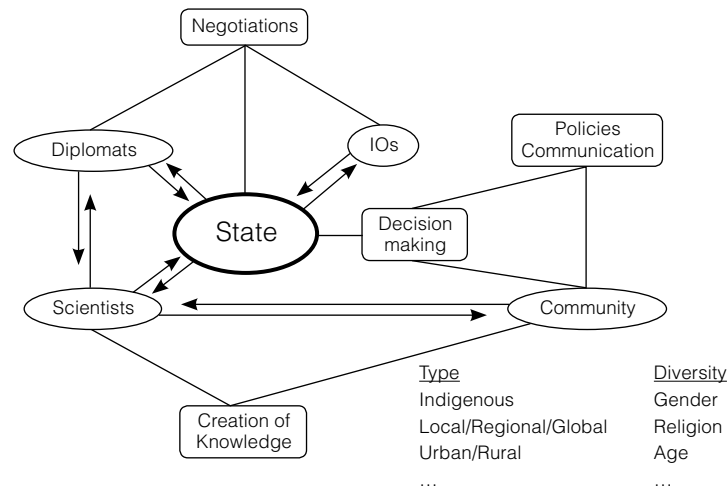 Negotiations
Diplomats
IOs
Policies
Communication
State
Decision
making
Scientists
Community
Creation of
Knowledge
Type
Indigenous
Local/Regional/Global
Urban/Rural
...
Diversity
Gender
Religion
Age
...